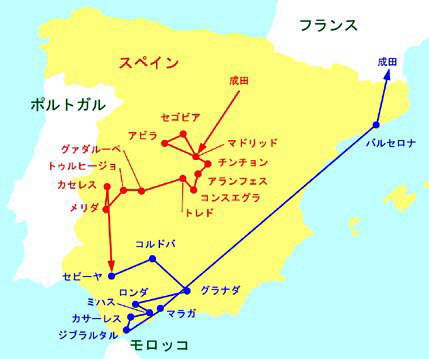 フランス
スペイン
成田
成田
ポルトガル
セゴビア
アビラ
マドリッド
バルセロナ
グァダルーペ
チンチョン
トゥルヒージョ
アランフェス
カセレス
コンスエグラ
メリダ
トレド
コルドバ
セビーヤ
ロンダ
グラナダ
ミハス
マラガ
カサーレス
ジブラルタル
モロッコ